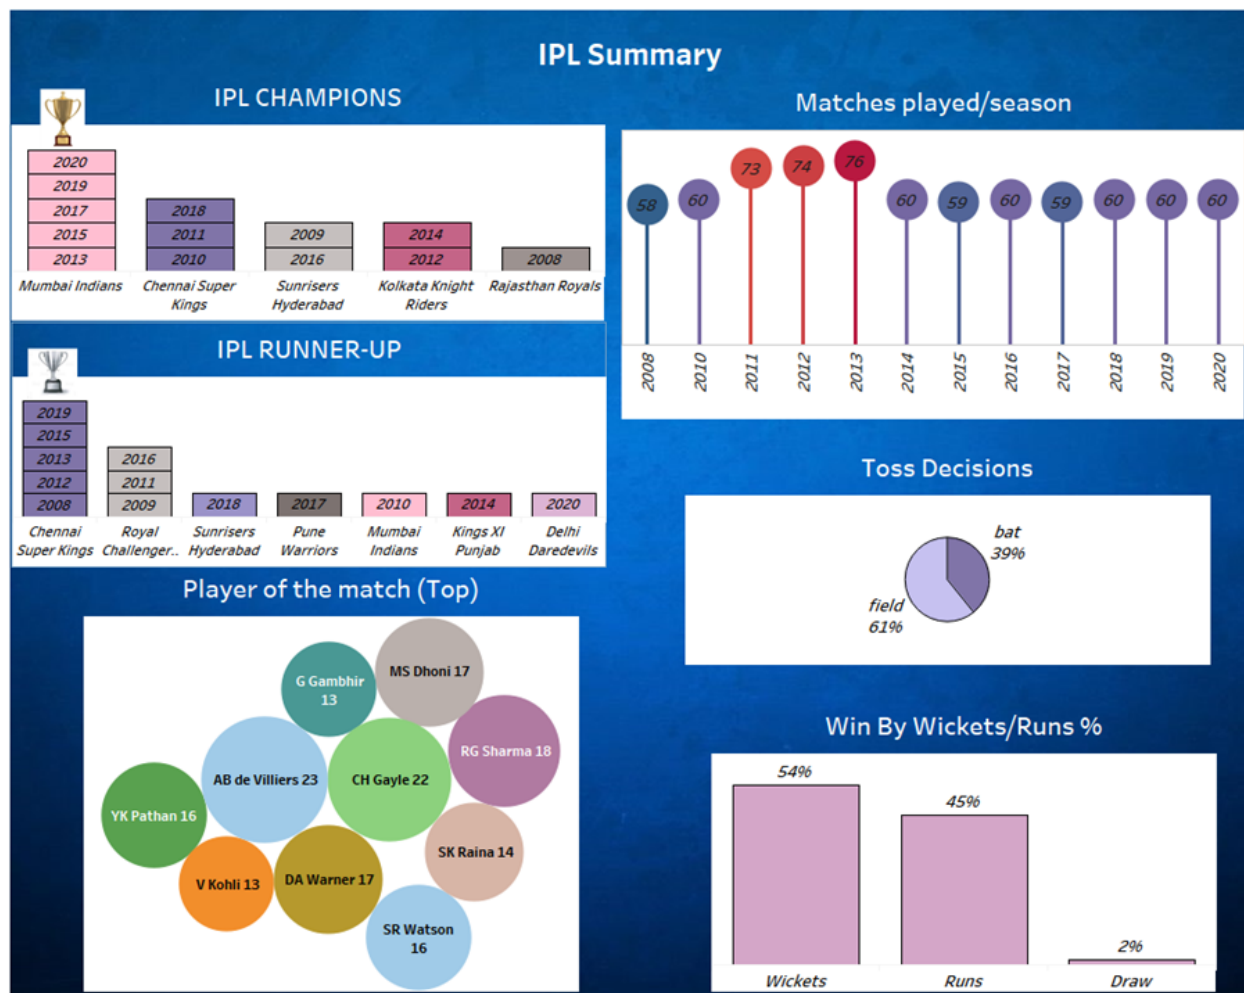 IPL Summary
IPL CHAMPIONS
2020
2019
2017
2015
2013
Mumbai Indians
2018
2011
2010
Chennai Super
Kings
2009
2016
Sunrisers
Hyderabad
2014
2012
Kolkata Knight
Riders
2008
Rajasthan Royals
IPL RUNNER-UP
2019
2015
2013
2012
2008
Chennai
Super Kings
2016
2011
2009
Royal
Challenger..
2018
Sunrisers
Hyderabad
2017
Pune
Warriors
2010
Mumbai
Indians
2014
Kings XI
Punjab
2020
Delhi
Daredevils
Player of the match (Top)
MS Dhoni 17
G Gambhir
13
RG Sharma 18
AB de Villiers 23
CH Gayle 22
YK Pathan 16
SK Raina 14
V Kohli 13
DA Warner 17
SR Watson
16
Matches played/season
58
60
73
74
76
60
59
60
59
60
60
60
2008
2010
2011
2012
2013
2014
2015
2016
2017
2018
2019
2020
Toss Decisions
bat
39%
field
61%
Win By Wickets/Runs %
54%
45%
2%
Wickets
Runs
Draw